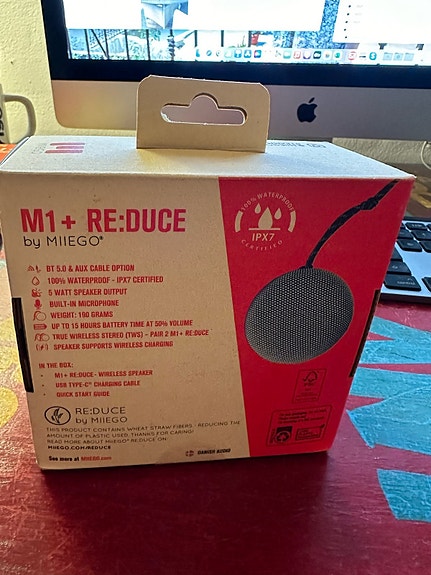 M1+ RE:DUCE
by MIIEGO®
100% WATERPROOF
IPX7
CERTIFIED
BT 5.0 & AUX CABLE OPTION
100% WATERPROOF - IPX7 CERTIFIED
5 WATT SPEAKER OUTPUT
BUILT-IN MICROPHONE
WEIGHT: 190 GRAMS
UP TO 15 HOURS BATTERY TIME AT 50% VOLUME
TRUE WIRELESS STEREO (TWS) - PAIR 2 M1+ RE:DUCE
SPEAKER SUPPORTS WIRELESS CHARGING
IN THE BOX:
• M1+ RE:DUCE - WIRELESS SPEAKER
• USB TYPE-C® CHARGING CABLE
• QUICK START GUIDE
RE:DUCE
by MIIEGO
THIS PRODUCT CONTAINS WHEAT STRAW FIBERS - REDUCING THE
AMOUNT OF PLASTIC USED. THANKS FOR CARING!
READ MORE ABOUT MIIEGO® RE:DUCE ON:
MIIEGO.COM/REDUCE
See more at MIIEGO.com
DANISH AUDIO
FSC